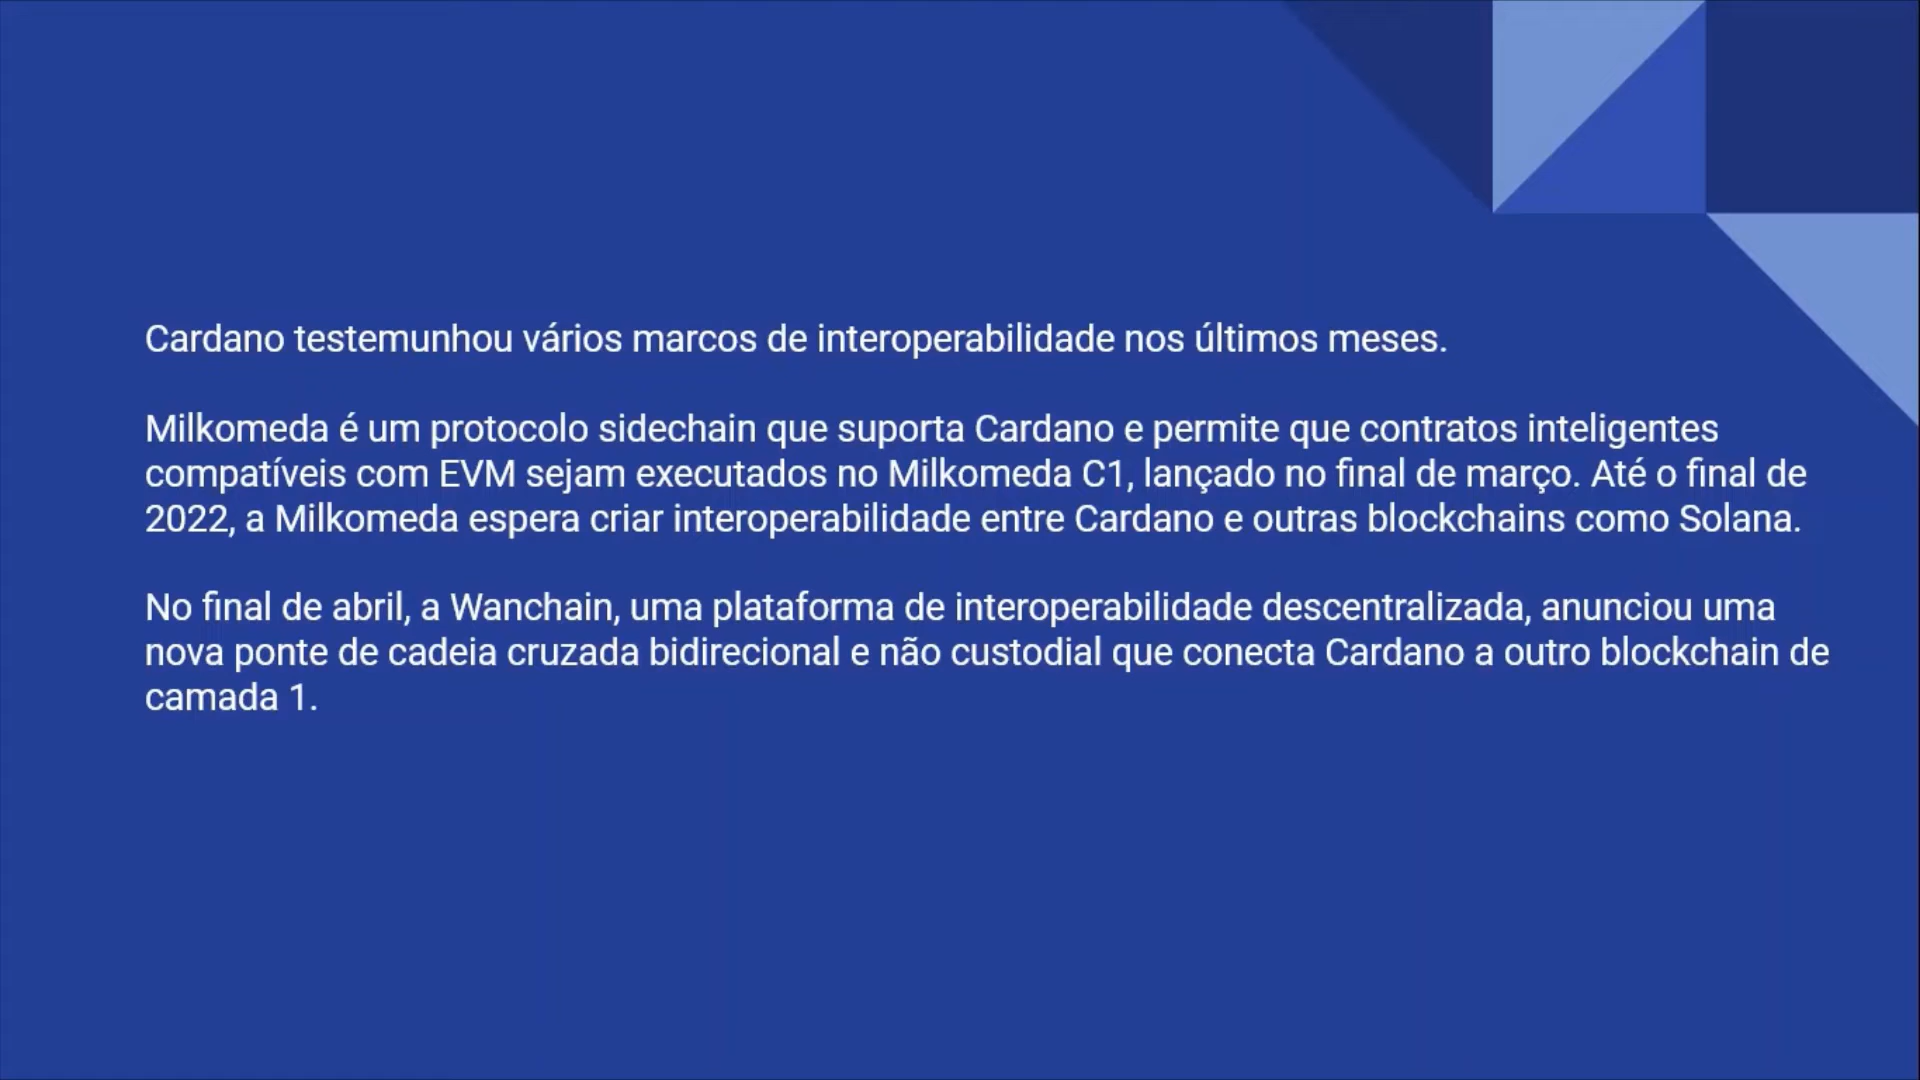 Cardano testemunhou vários marcos de interoperabilidade nos últimos meses.
Milkomeda é um protocolo sidechain que suporta Cardano e permite que contratos inteligentes
compatíveis com EVM sejam executados no Milkomeda C1, lançado no final de março. Até o final de
2022, a Milkomeda espera criar interoperabilidade entre Cardano e outras blockchains como Solana.
No final de abril, a Wanchain, uma plataforma de interoperabilidade descentralizada, anunciou uma
nova ponte de cadeia cruzada bidirecional e não custodial que conecta Cardano a outro blockchain de
camada 1.